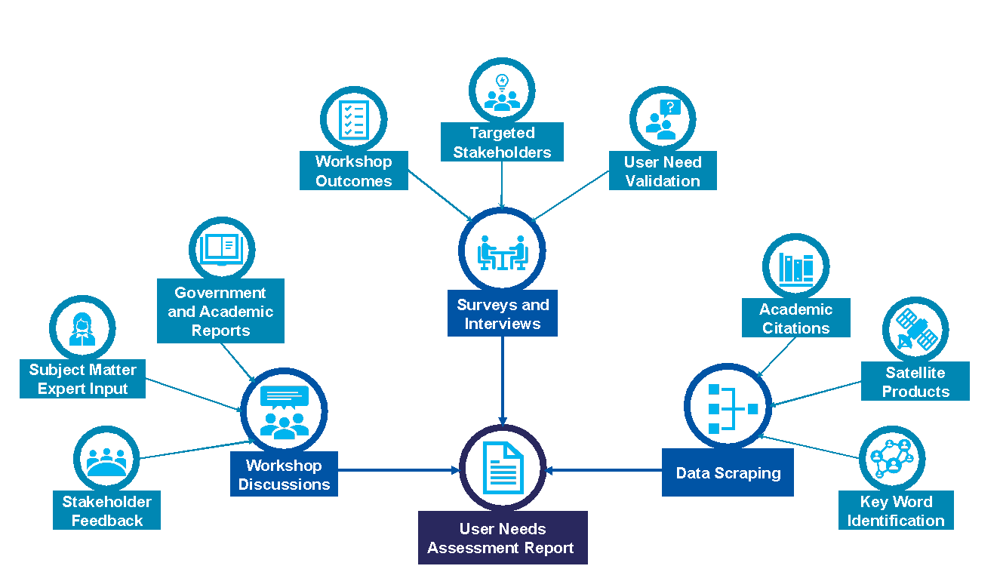 Targeted
Stakeholders
Workshop
Outcomes
User Need
Validation
Government
and Academic
Reports
Surveys and
Interviews
Academic
Citations
Subject Matter
Expert Input
Satellite
Products
Workshop
Discussions
Data Scraping
Stakeholder
Feedback
Key Word
Identification
User Needs
Assessment Report
?